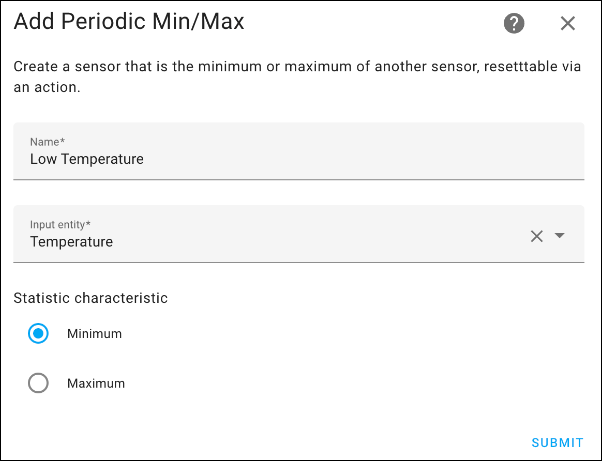 Add Periodic Min/Max
Create a sensor that is the minimum or maximum of another sensor, resetttable via
an action.
Name*
Low Temperature
Input entity*
Temperature
Statistic characteristic
Minimum
Maximum
SUBMIT